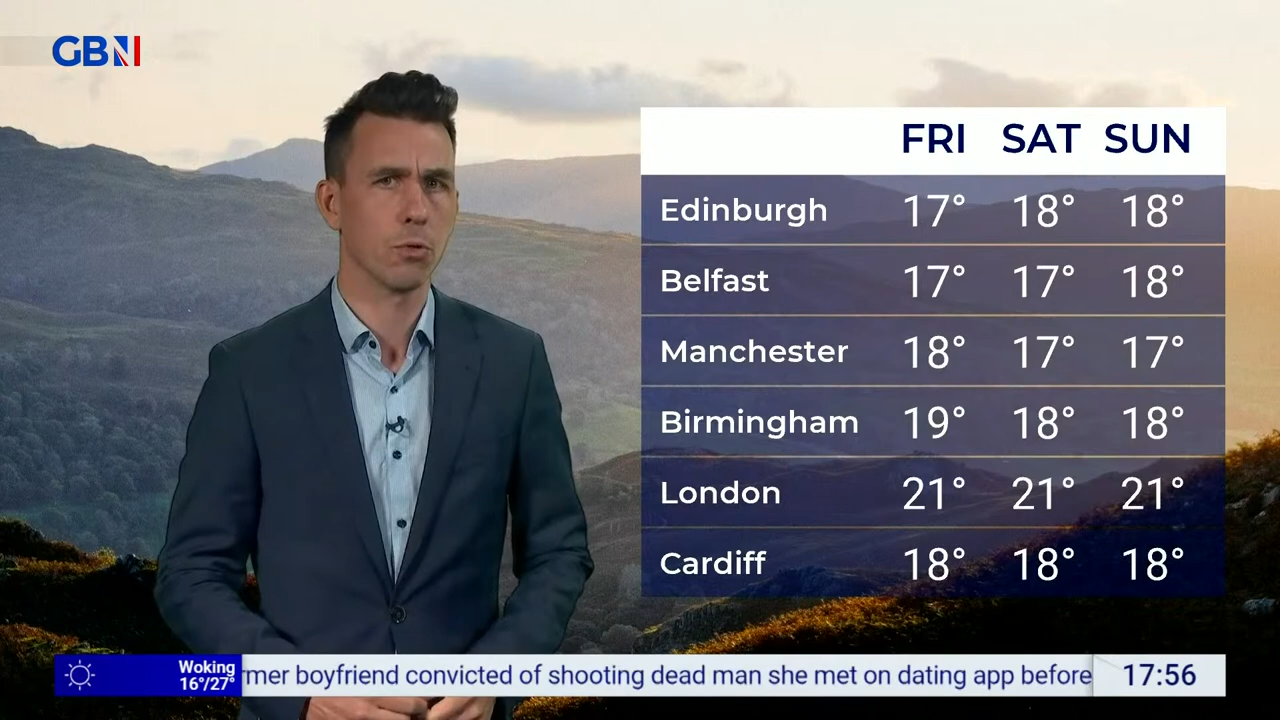 GBN
FRI SAT SUN
Edinburgh 17° 18° 18°
Belfast 17° 17° 18°
Manchester 18° 17° 17°
Birmingham 19° 18° 18°
London 21° 21° 21°
Cardiff 18° 18° 18°
Woking
16°/27°
mer boyfriend convicted of shooting dead man she met on dating app before
17:56